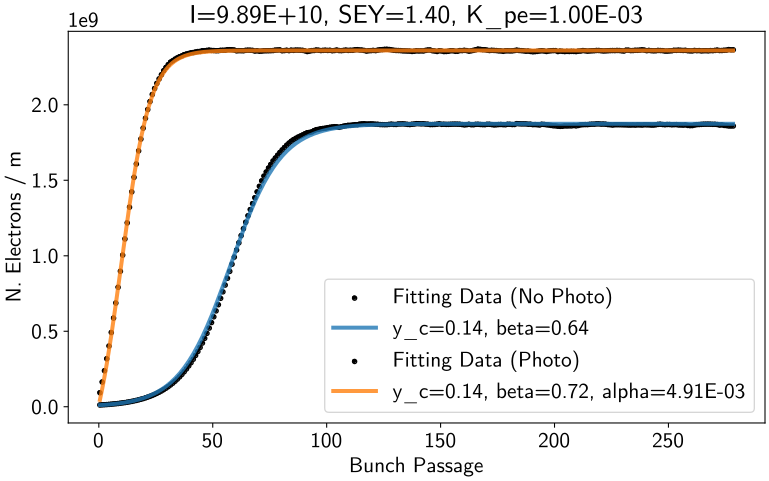 I=9.89E+10, SEY=1.40, K_pe=1.00E-03
1e9
2.0
1.5
1.0
0.5
0.0
N. Electrons / m
Fitting Data (No Photo)
y_c=0.14, beta=0.64
Fitting Data (Photo)
y_c=0.14, beta=0.72, alpha=4.91E-03
0 50 100 150 200 250
Bunch Passage